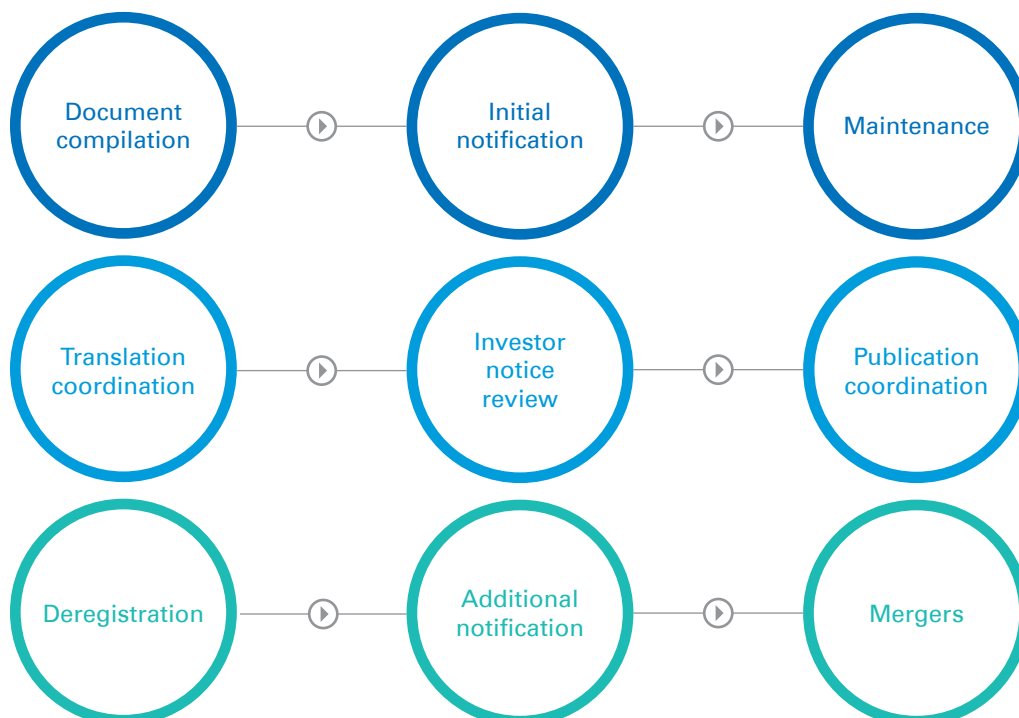 Document
compilation
Initial
notification
Maintenance
Translation
coordination
Investor
notice
review
Publication
coordination
Deregistration
Additional
notification
Mergers